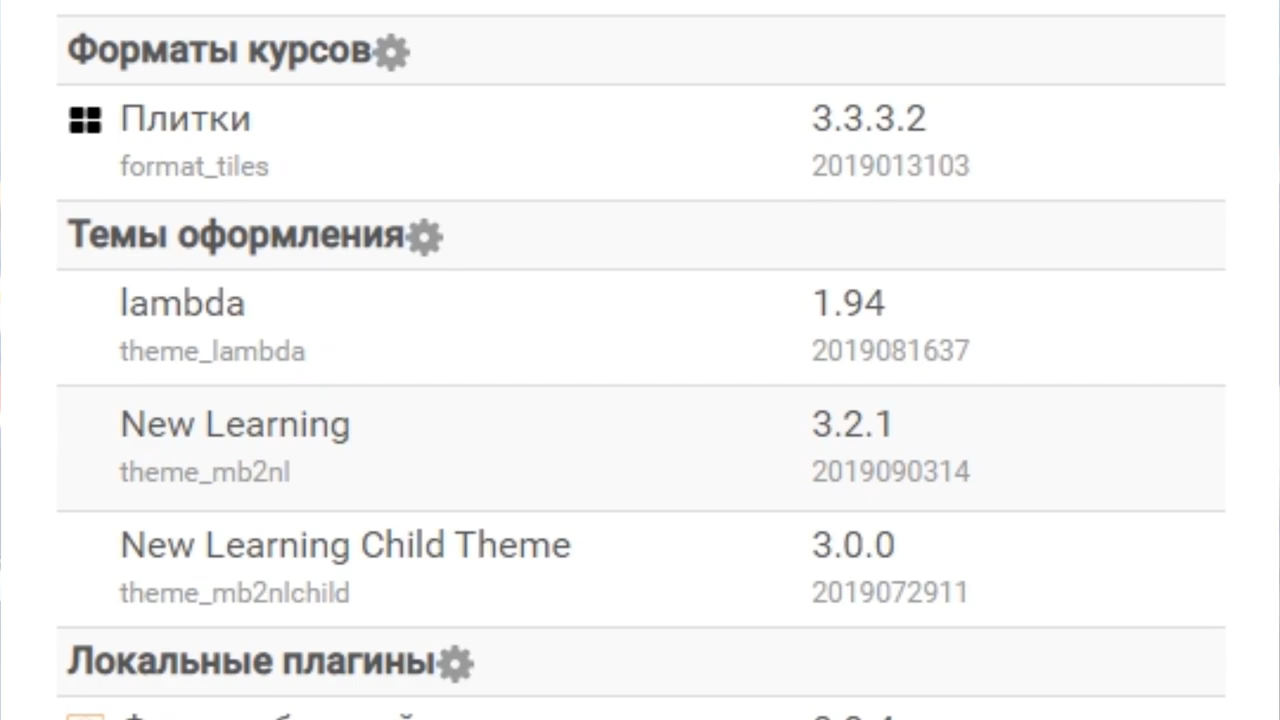 Форматы курсов
Плитки 3.3.3.2
format_tiles 2019013103
Темы оформления
lambda 1.94
theme_lambda 2019081637
New Learning 3.2.1
theme_mb2nl 2019090314
New Learning Child Theme 3.0.0
theme_mb2nlchild 2019072911
Локальные плагины